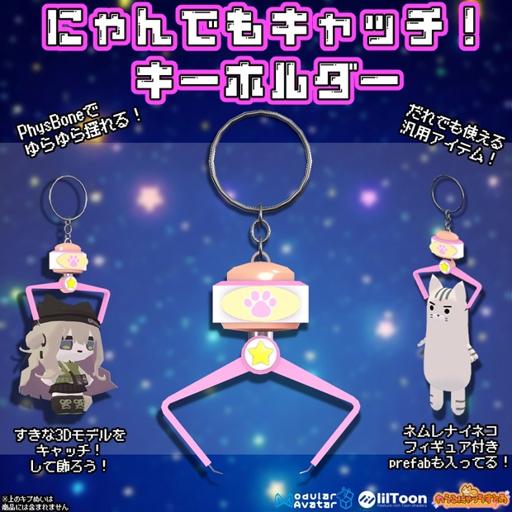 にゃんでもキャッチ！
キーホルダー
PhysBoneで
ゆらゆら揺れる！
だれでも使える
汎用アイテム！
すきな3Dモデルを
キャッチ！
して飾ろう！
ネムレナイネコ
フィギュア付き
prefabも入ってる！
※上のキプぬいは
商品には含まれません
Modular
Avatar
liilToon